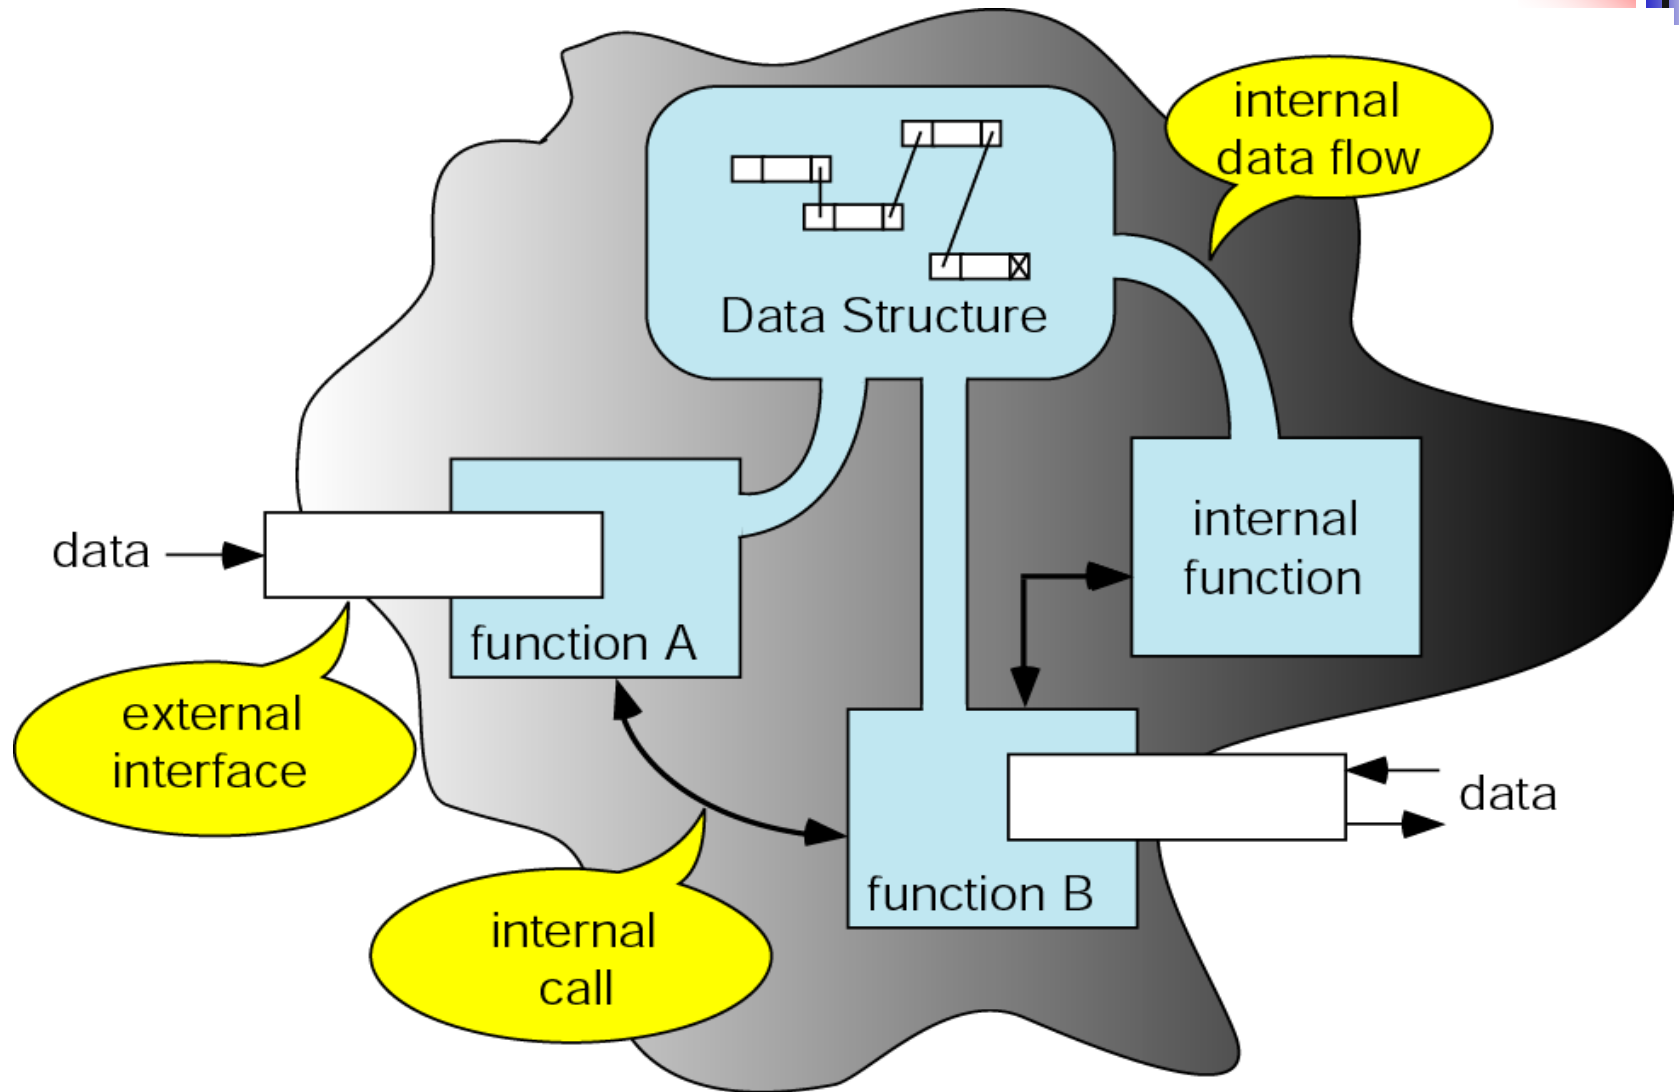 internal
data flow
Data Structure
internal
function
data
function A
external
interface
data
function B
internal
call